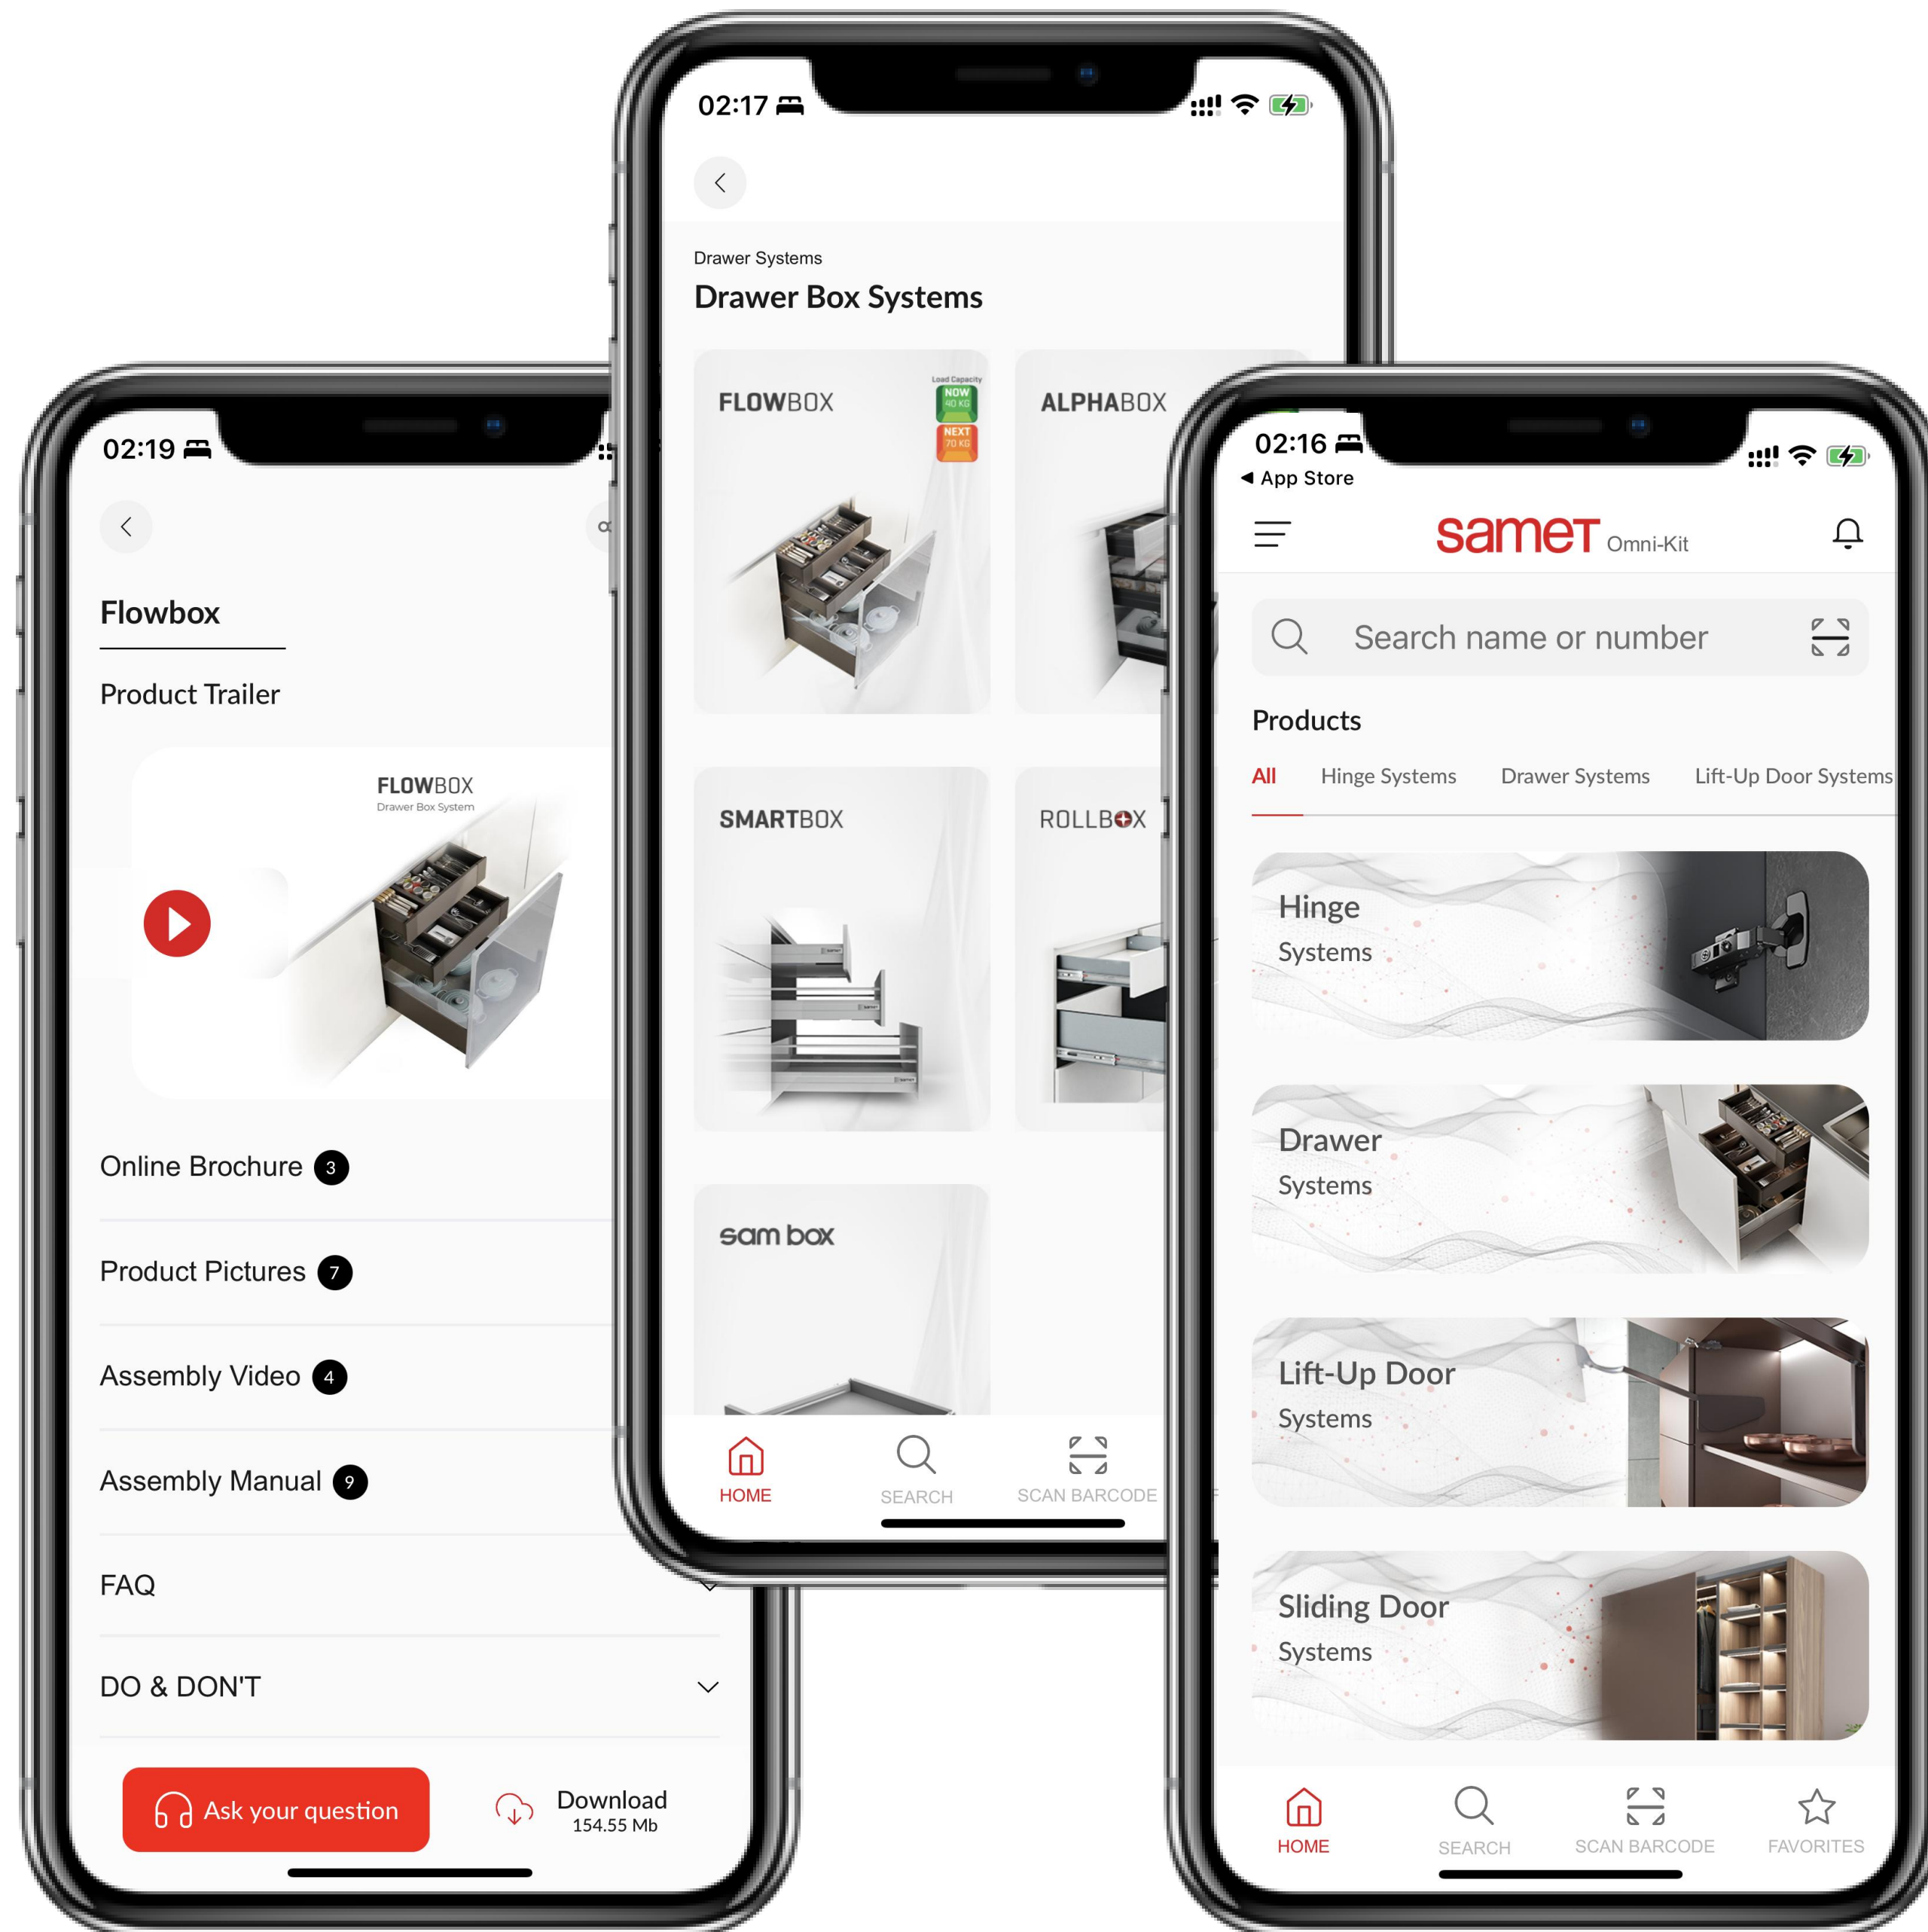 02:19
Flowbox
Product Trailer
FLOWBOX
Drawer Box System
Online Brochure 3
Product Pictures 7
Assembly Video 4
Assembly Manual 9
FAQ
DO & DON'T
Ask your question
Download
154.55 Mb
02:17
Drawer Systems
Drawer Box Systems
FLOWBOX
Load Capacity
NOW
40 KG
NEXT
70 KG
ALPHABOX
SMARTBOX
ROLLBOX
sam box
HOME
SEARCH
SCAN BARCODE
02:16
App Store
samet Omni-Kit
Search name or number
Products
All Hinge Systems Drawer Systems Lift-Up Door Systems
Hinge
Systems
Drawer
Systems
Lift-Up Door
Systems
Sliding Door
Systems
HOME
SEARCH
SCAN BARCODE
FAVORITES